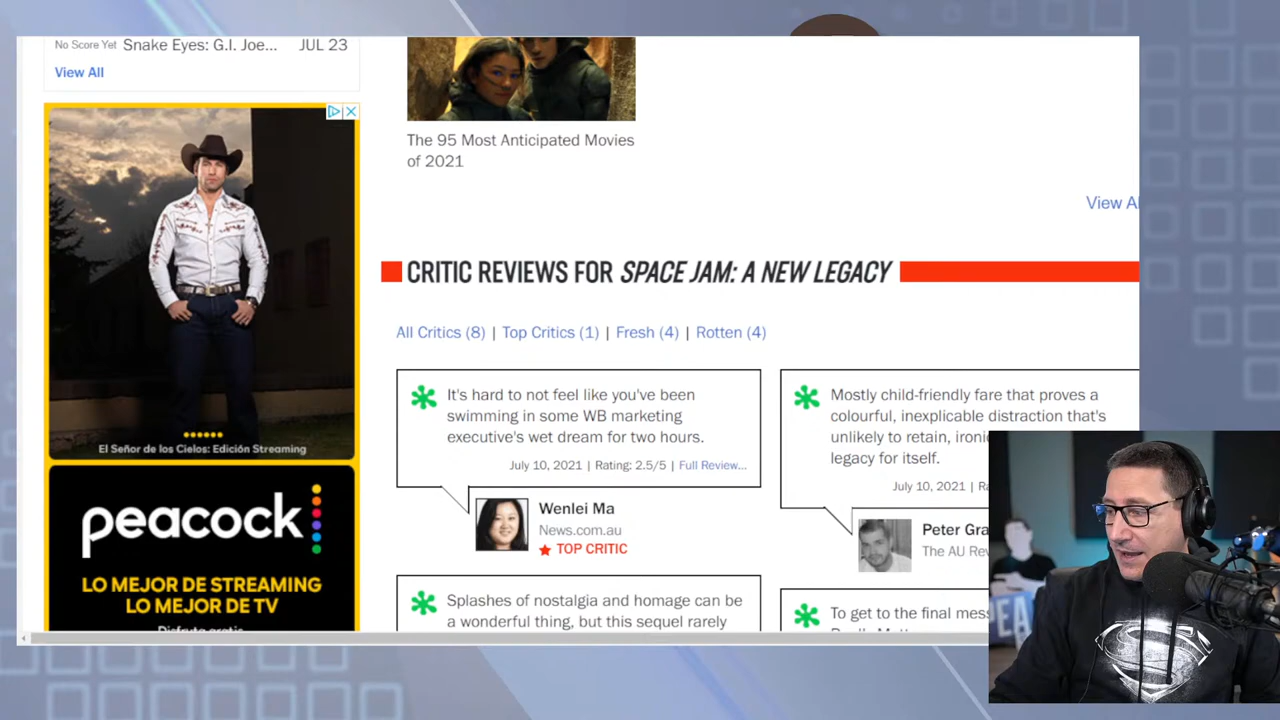 No Score Yet Snake Eyes: G.I. Joe... JUL 23
View All
The 95 Most Anticipated Movies
of 2021
View
CRITIC REVIEWS FOR SPACE JAM: A NEW LEGACY
All Critics (8) | Top Critics (1) | Fresh (4) | Rotten (4)
It's hard to not feel like you've been
swimming in some WB marketing
executive's wet dream for two hours.
July 10, 2021 | Rating: 2.5/5 | Full Review...
Wenlei Ma
News.com.au
TOP CRITIC
Mostly child-friendly fare that proves a
colourful, inexplicable distraction that's
unlikely to retain,
legacy for itself.
July 10, 2021 |
Peter
The AU
Splashes of nostalgia and homage can be
a wonderful thing, but this sequel rarely
To get to the final
El Señor de los Cielos: Edición Streaming
peacock
LO MEJOR DE STREAMING
LO MEJOR DE TV
Disfruta gratis